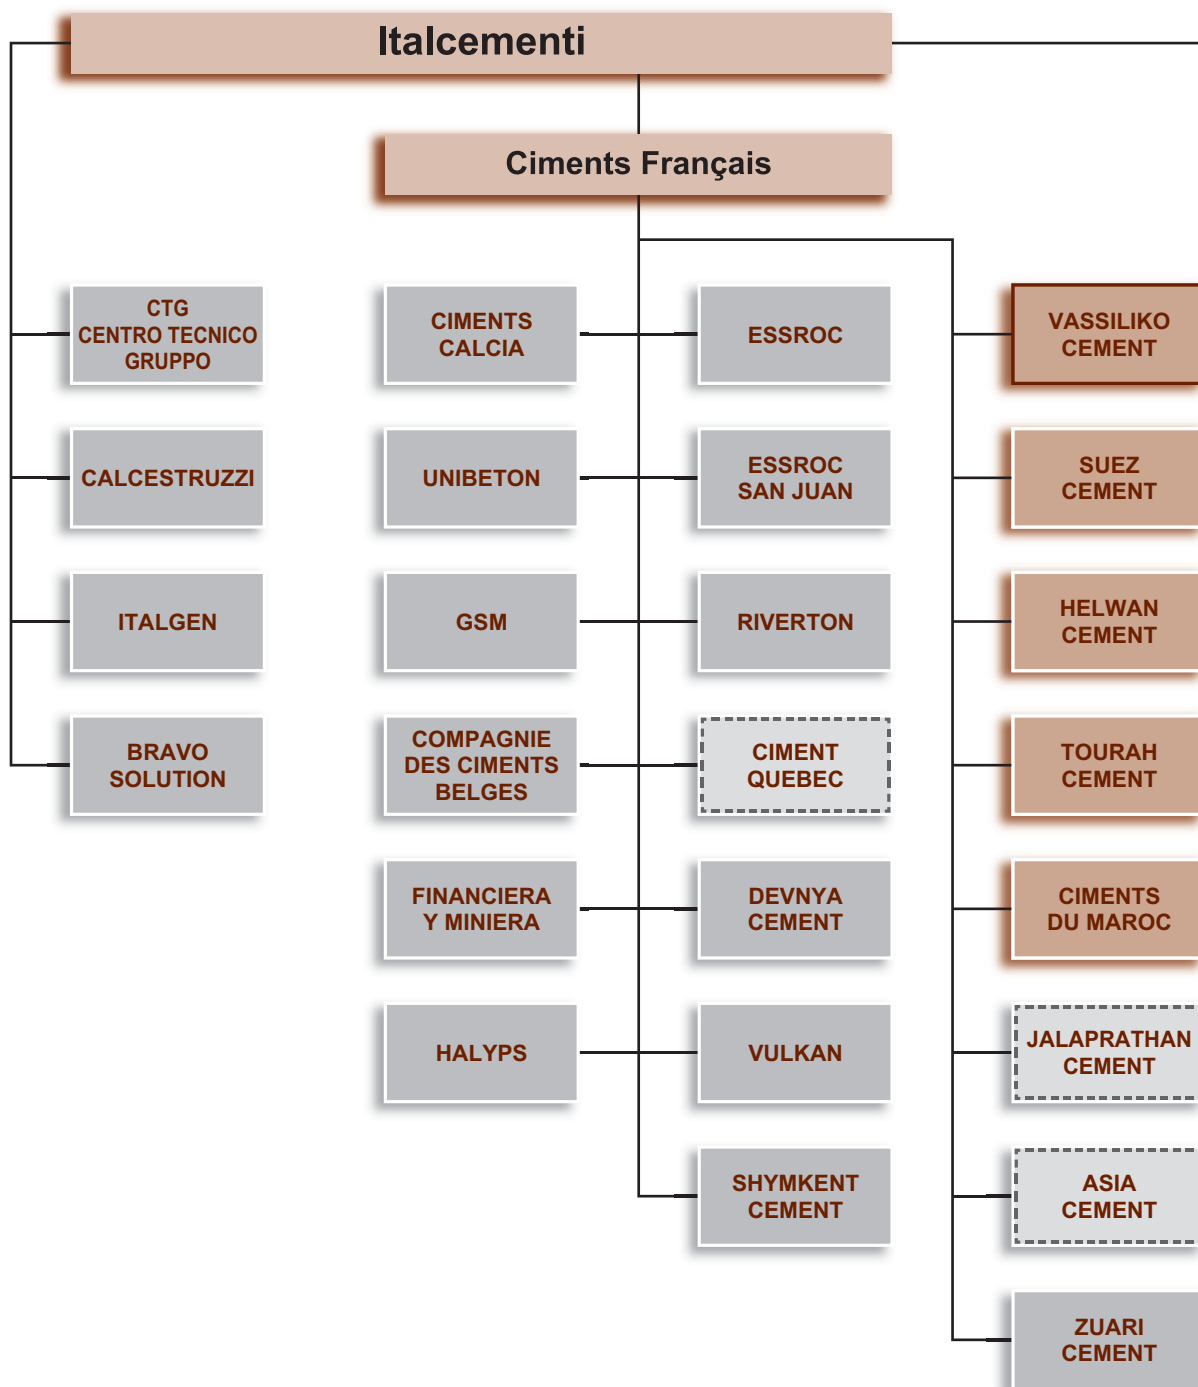 Italcementi
Ciments Français
CTG
CENTRO TECNICO
GRUPPO
CALCESTRUZZI
ITALGEN
BRAVO
SOLUTION
CIMENTS
CALCIA
UNIBETON
GSM
COMPAGNIE
DES CIMENTS
BELGES
FINANCIERA
Y MINIERA
HALYPS
ESSROC
ESSROC
SAN JUAN
RIVERTON
CIMENT
QUEBEC
DEVNYA
CEMENT
VULKAN
SHYMKENT
CEMENT
VASSILIKO
CEMENT
SUEZ
CEMENT
HELWAN
CEMENT
TOURAH
CEMENT
CIMENTS
DU MAROC
JALAPRATHAN
CEMENT
ASIA
CEMENT
ZUARI
CEMENT